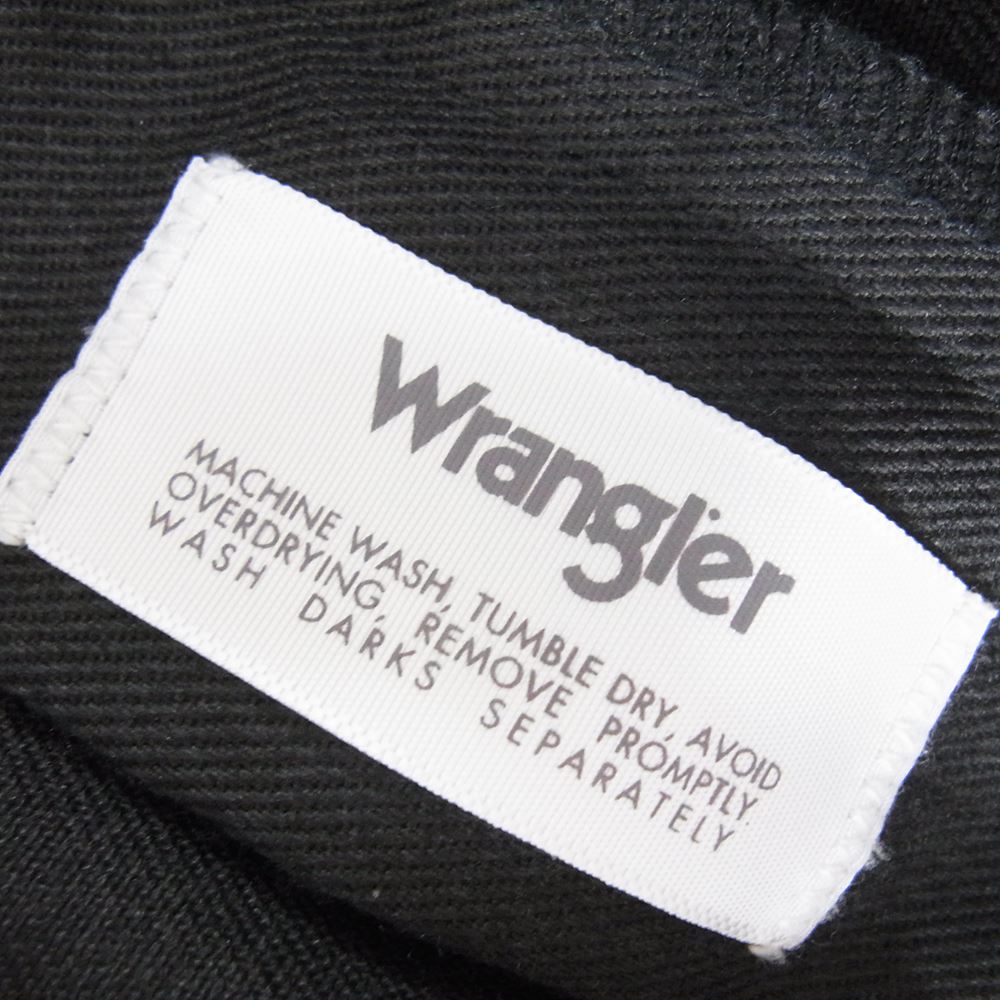 Wrangler
MACHINE WASH, TUMBLE DRY, AVOID
OVERDRYING, REMOVE PROMPTLY
WASH DARKS SEPARATELY